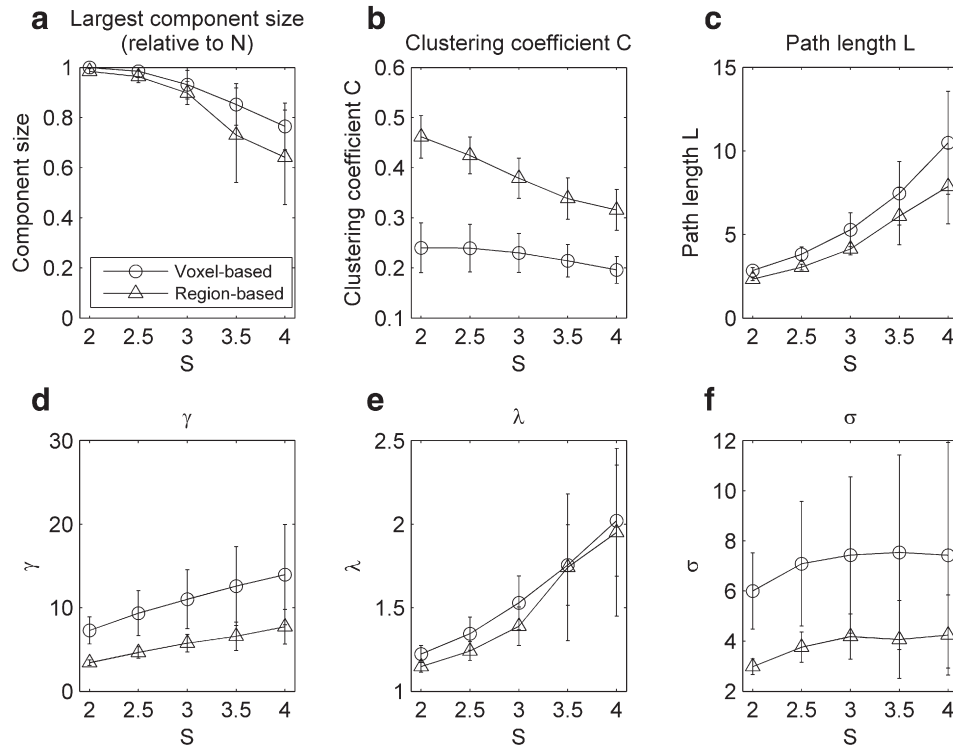 a
Largest component size
(relative to N)
Component size
1
0.8
0.6
0.4
0.2
0
Voxel-based
Region-based
2 2.5 3 3.5 4
S
b
Clustering coefficient C
Clustering coefficient C
0.6
0.5
0.4
0.3
0.2
0.1
2 2.5 3 3.5 4
S
c
Path length L
Path length L
15
10
5
0
2 2.5 3 3.5 4
S
d
γ
γ
30
20
10
0
2 2.5 3 3.5 4
S
e
λ
λ
2.5
2
1.5
1
2 2.5 3 3.5 4
S
f
σ
σ
12
10
8
6
4
2
2 2.5 3 3.5 4
S